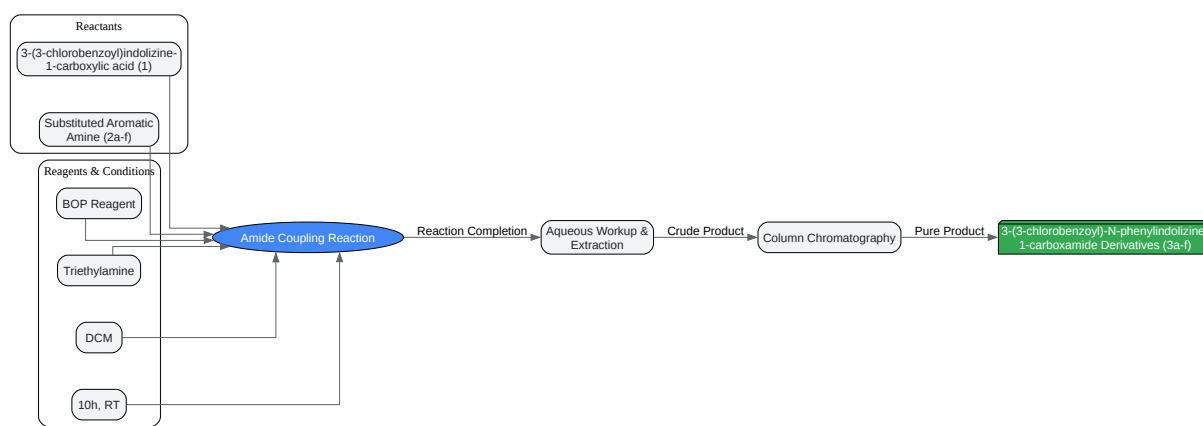 Reactants
3-(3-chlorobenzoyl)indolizine-
1-carboxylic acid (1)
Substituted Aromatic
Amine (2a-f)
Reagents & Conditions
BOP Reagent
Triethylamine
DCM
10h, RT
Amide Coupling Reaction
Reaction Completion
Aqueous Workup &
Extraction
Crude Product
Column Chromatography
Pure Product
3-(3-chlorobenzoyl)-N-phenylindolizine
1-carboxamide Derivatives (3a-f)